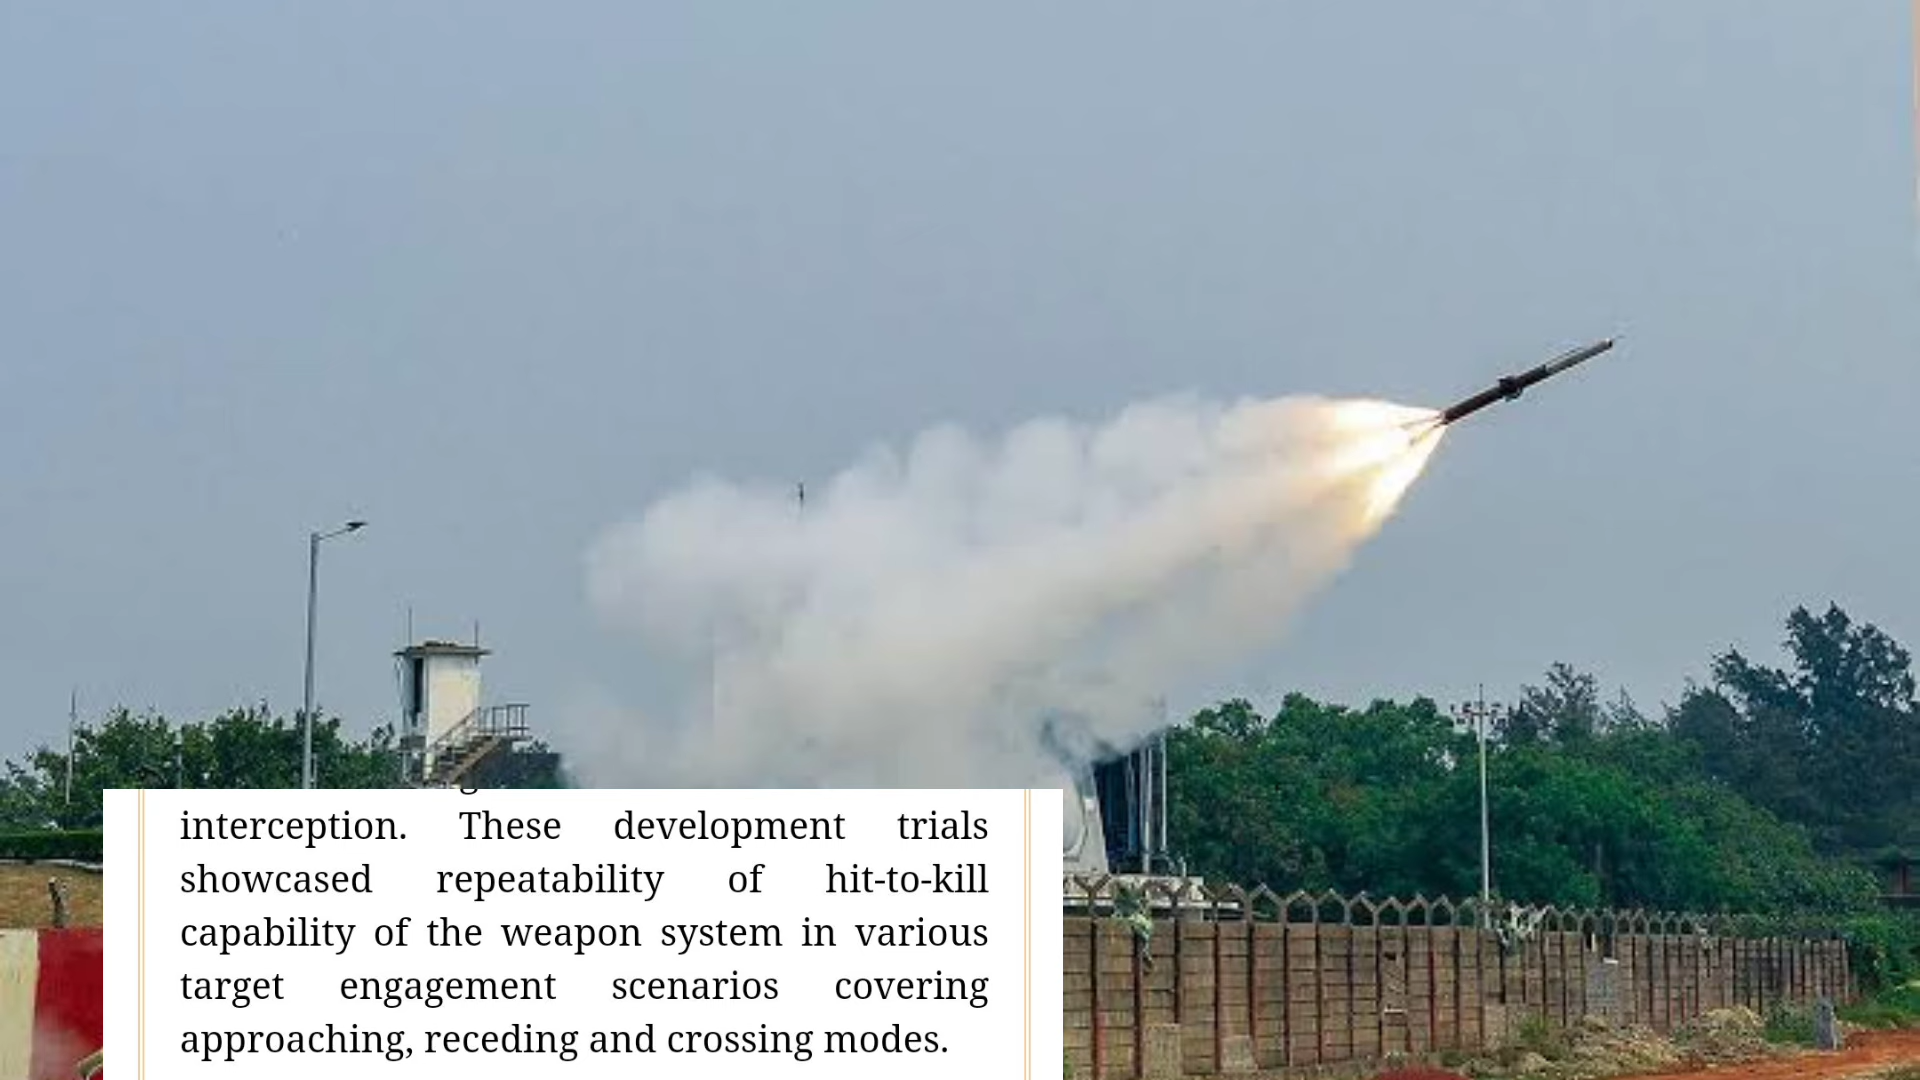 interception. These development trials
showcased repeatability of hit-to-kill
capability of the weapon system in various
target engagement scenarios covering
approaching, receding and crossing modes.